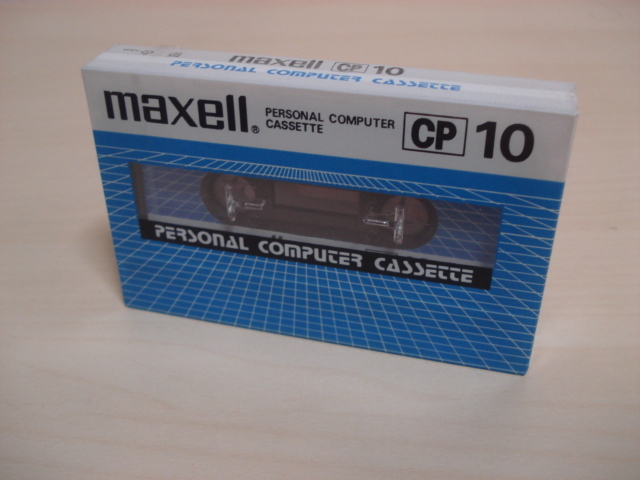 maxell CP 10
PERSONAL COMPUTER CASSETTE
maxell® PERSONAL COMPUTER CASSETTE CP 10
PERSONAL COMPUTER CASSETTE